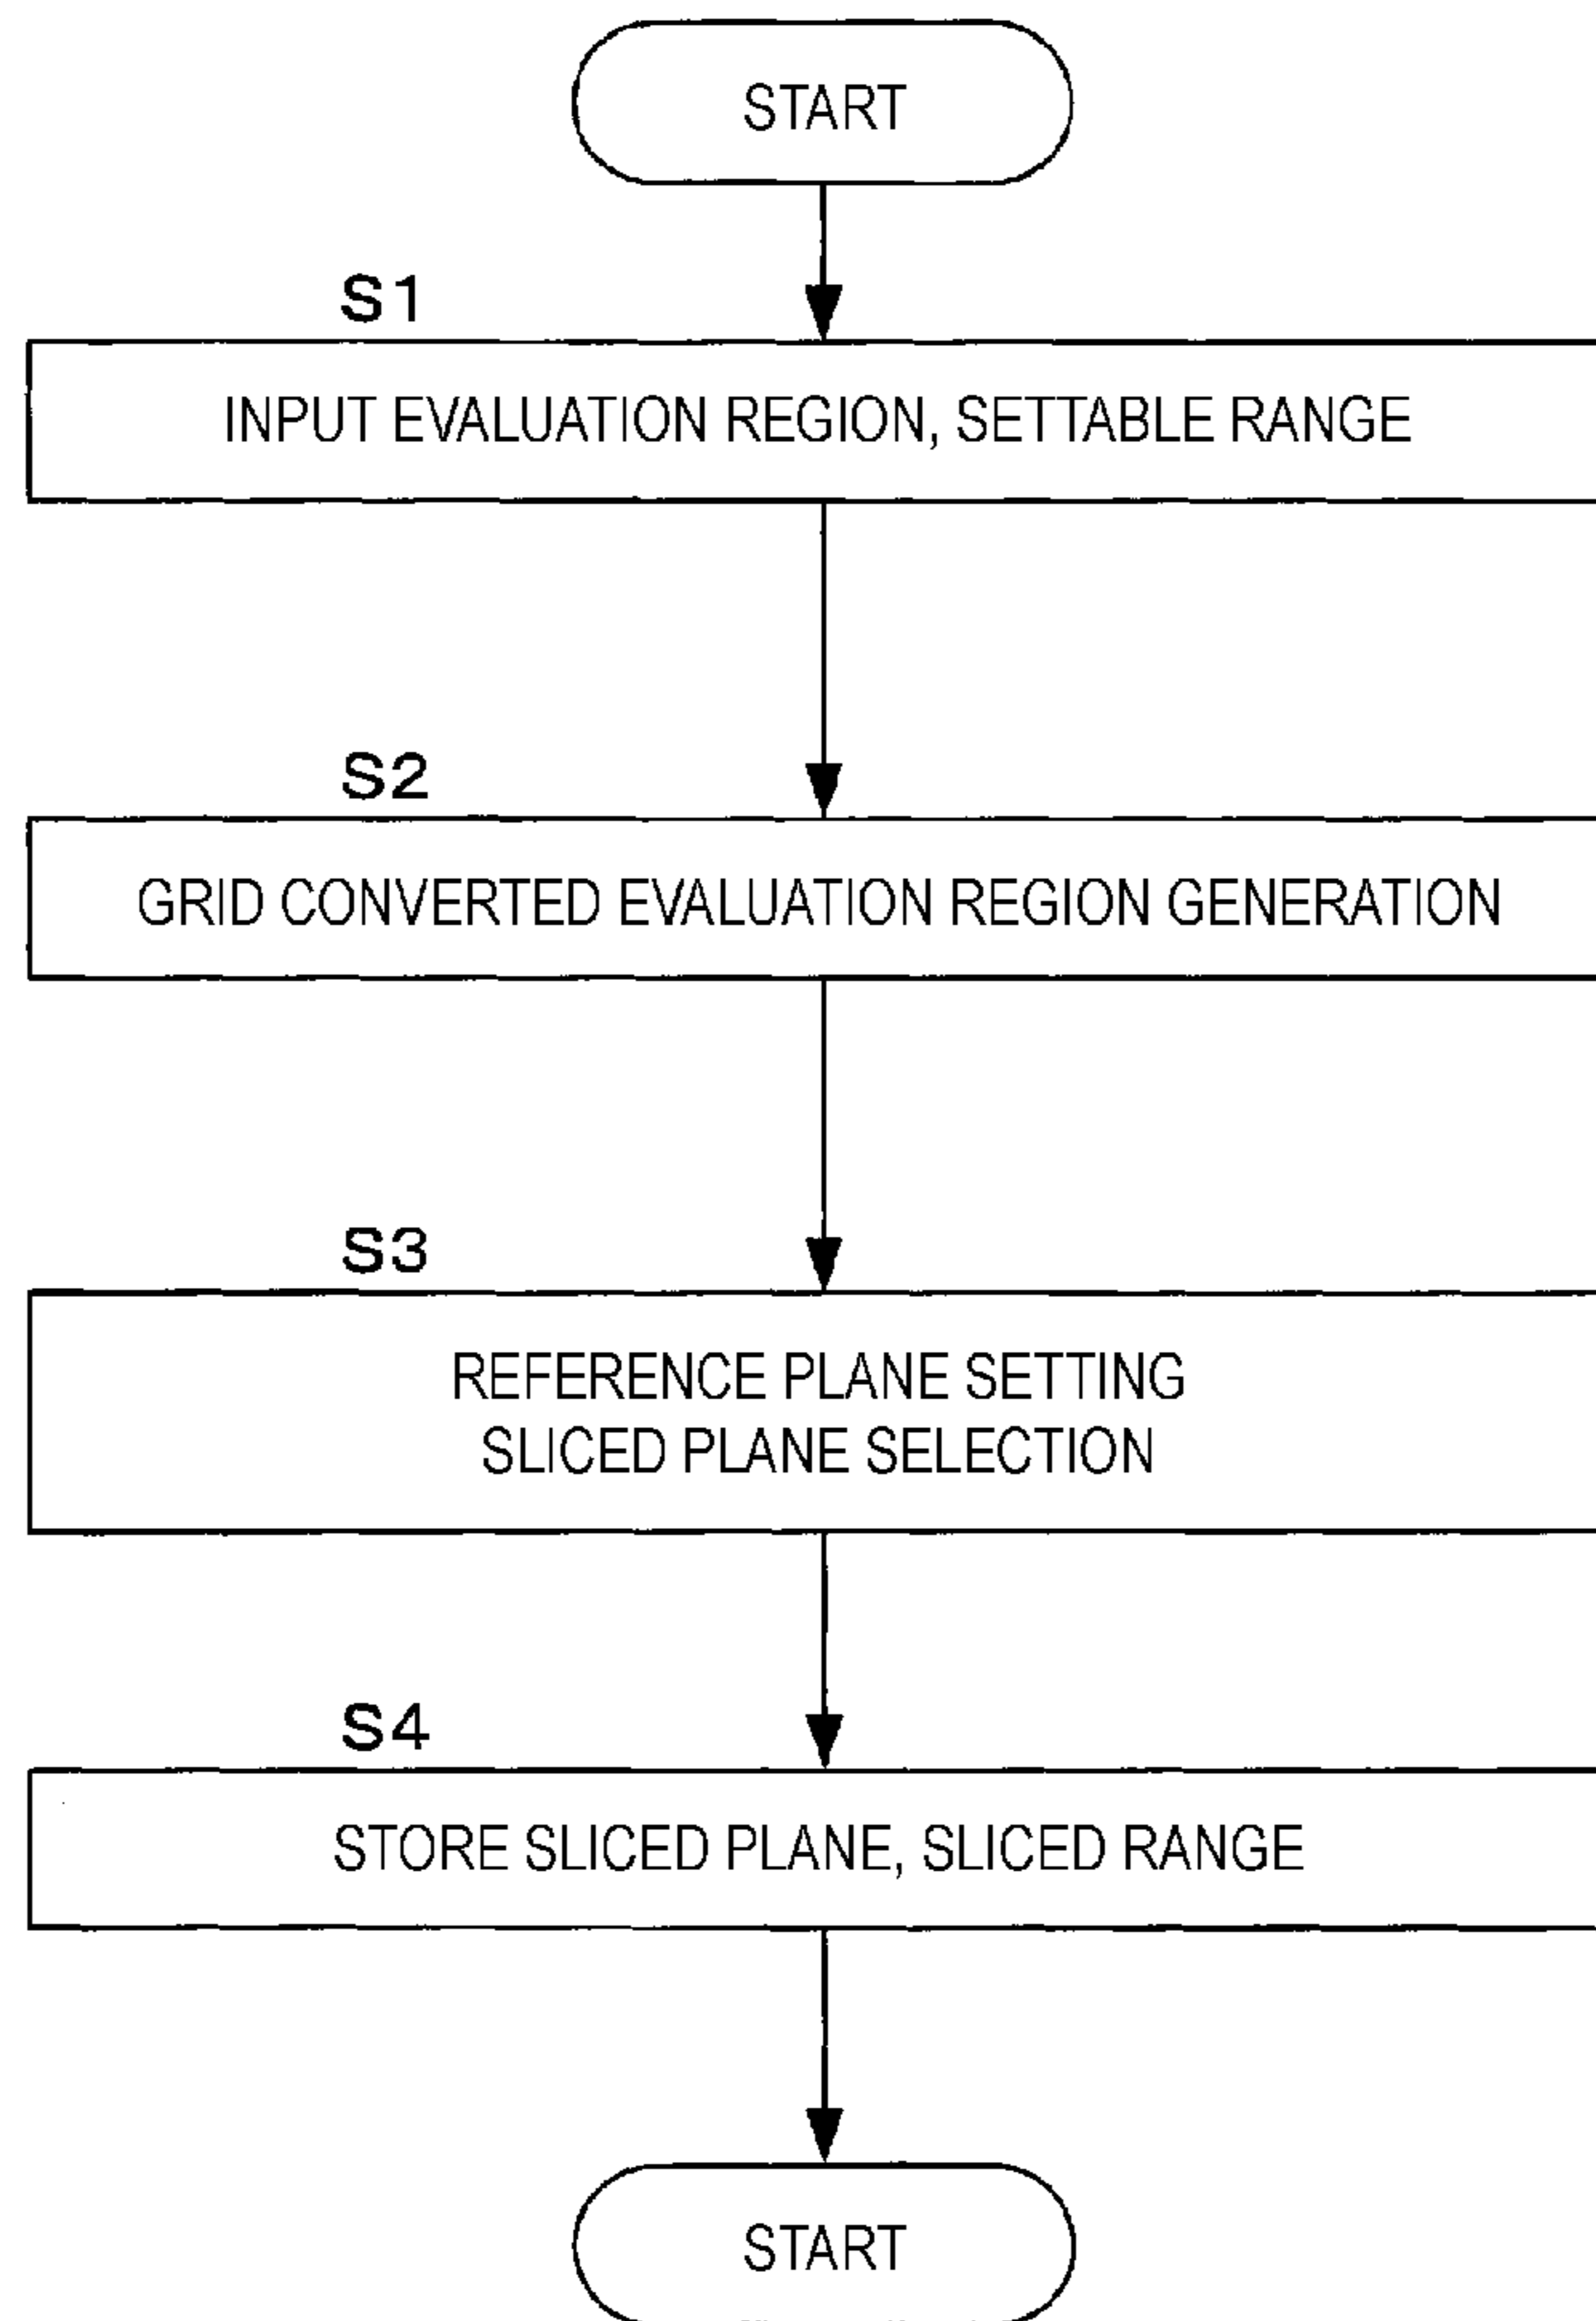 START
S1
INPUT EVALUATION REGION, SETTABLE RANGE
S2
GRID CONVERTED EVALUATION REGION GENERATION
S3
REFERENCE PLANE SETTING
SLICED PLANE SELECTION
S4
STORE SLICED PLANE, SLICED RANGE
START